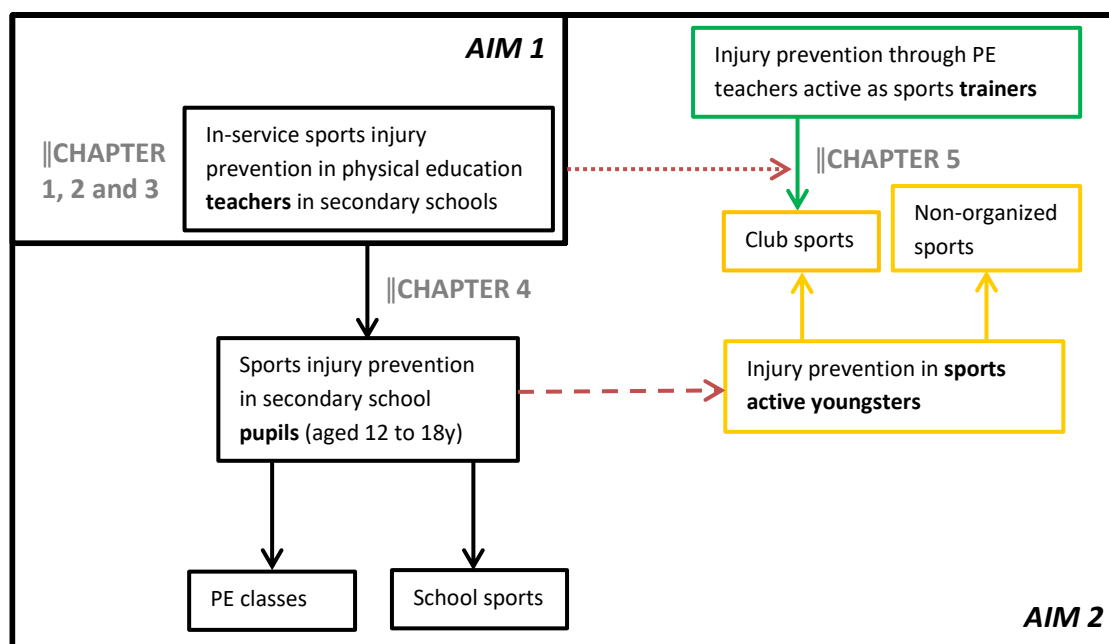 AIM 1
‖CHAPTER
1, 2 and 3
In-service sports injury
prevention in physical education
teachers in secondary schools
Injury prevention through PE
teachers active as sports trainers
‖CHAPTER 5
Club sports
Non-organized
sports
‖CHAPTER 4
Sports injury prevention
in secondary school
pupils (aged 12 to 18y)
Injury prevention in sports
active youngsters
PE classes
School sports
AIM 2